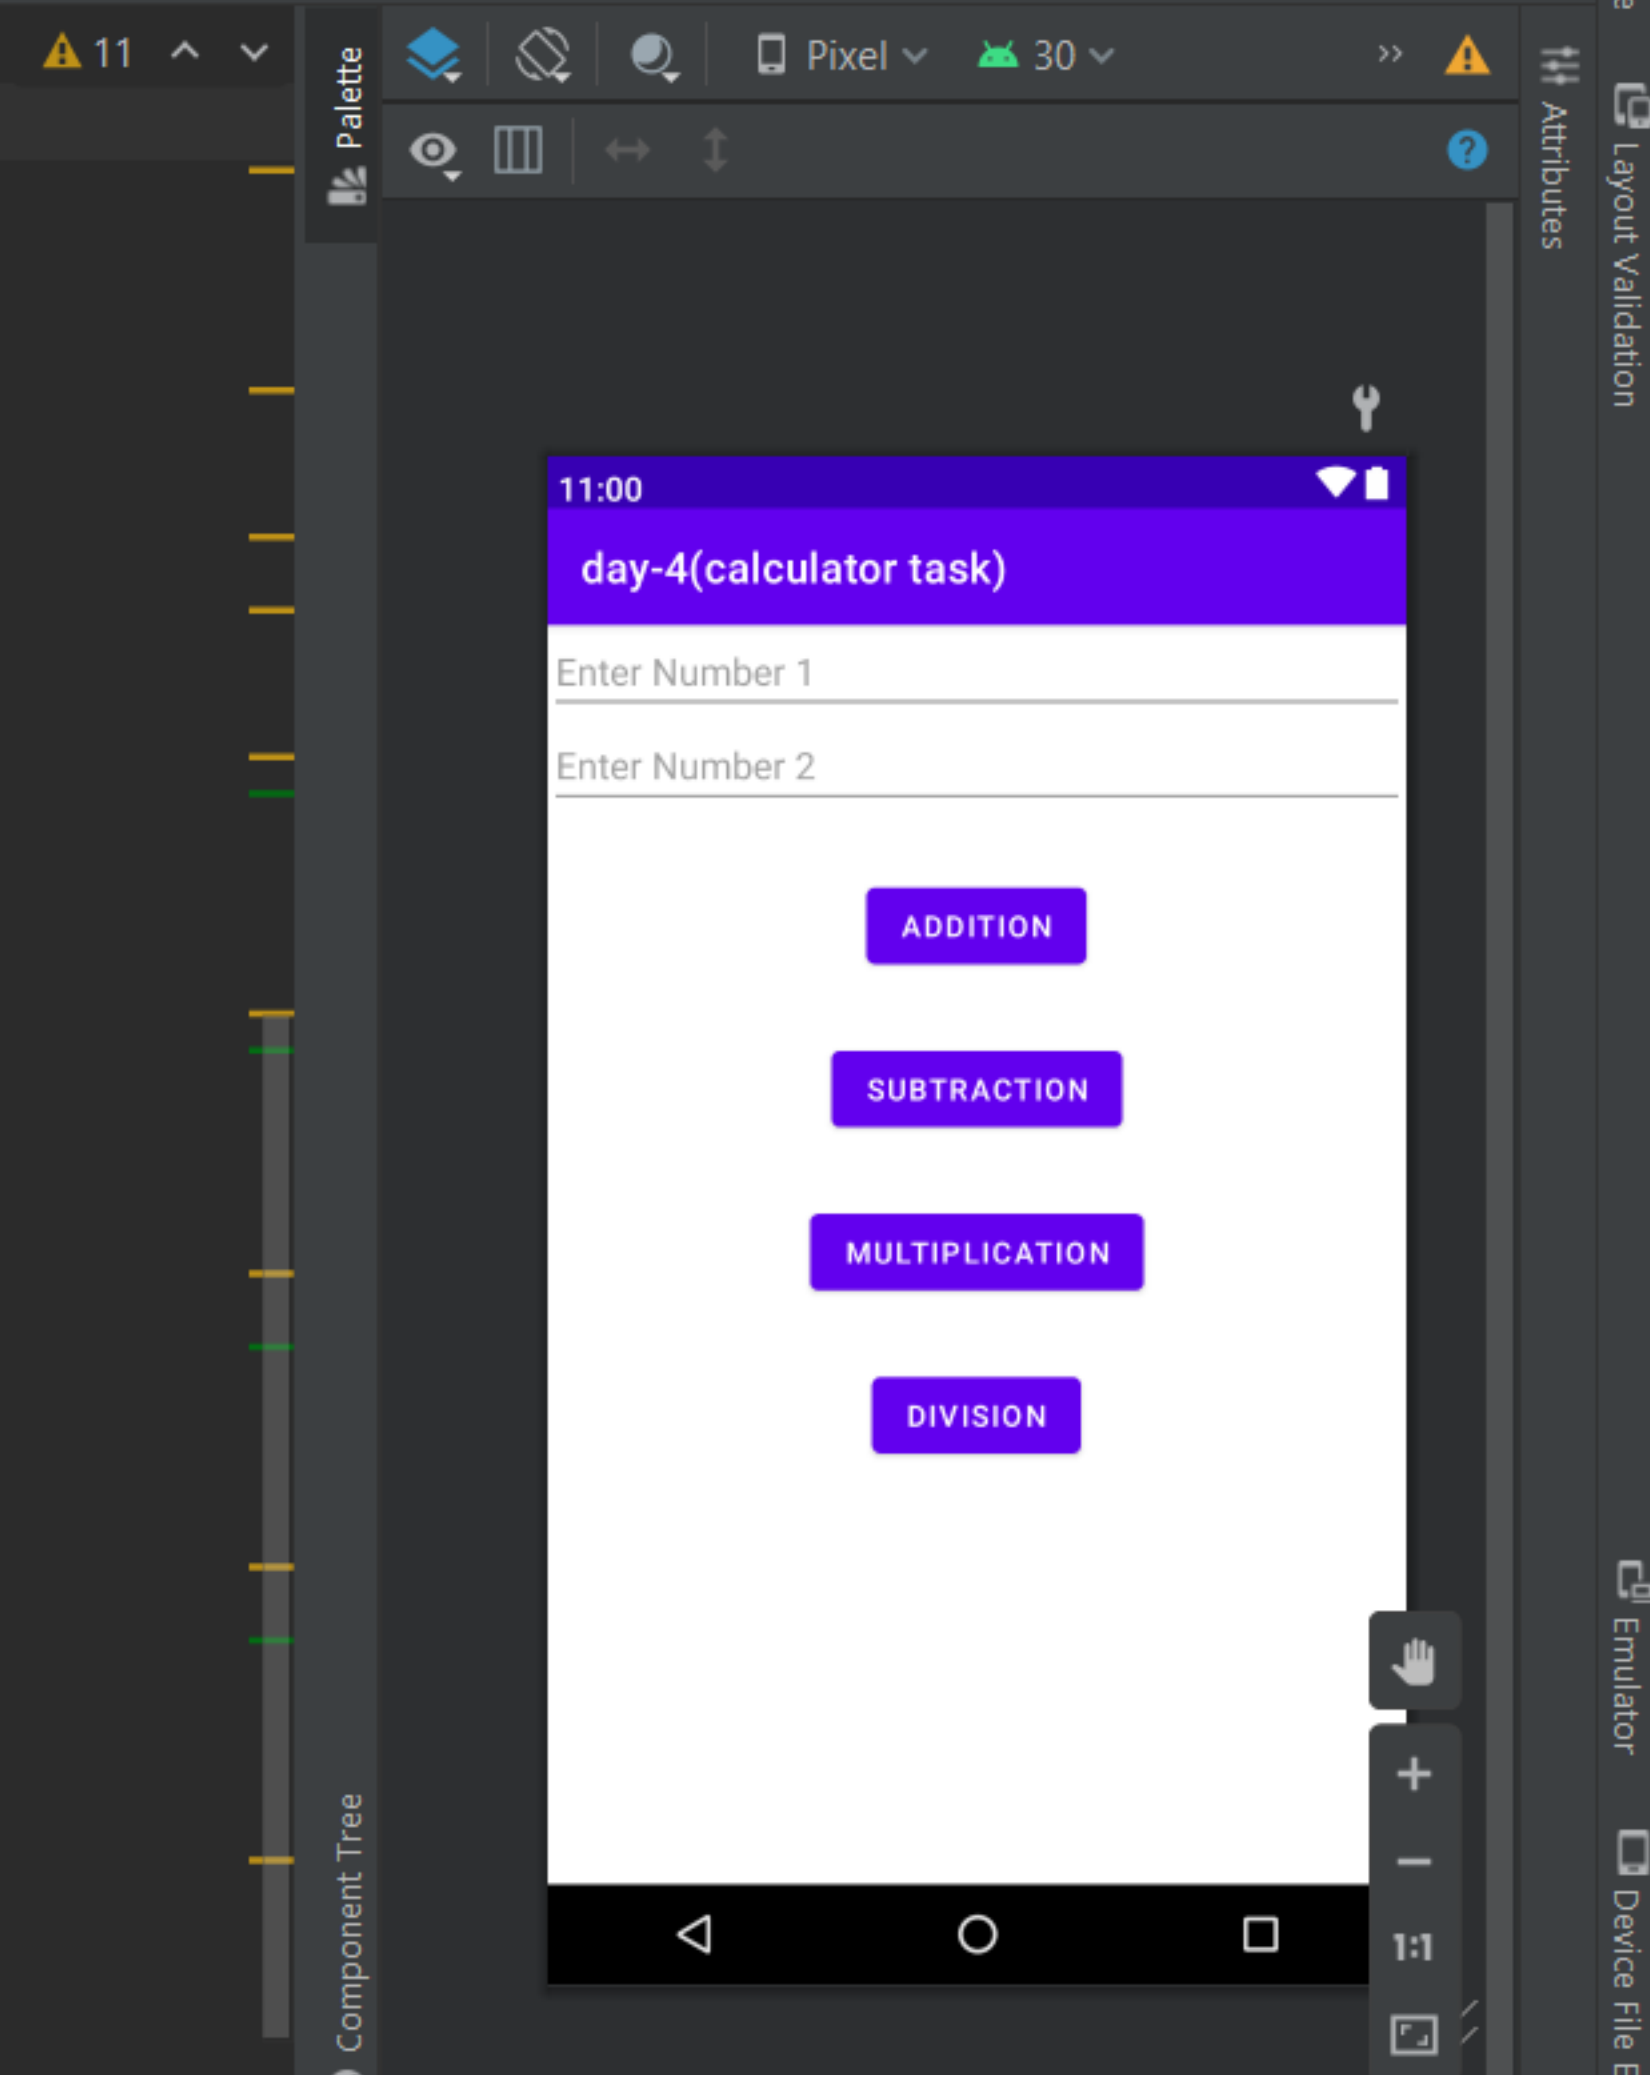 11
Palette
Pixel
30
Attributes
Layout Validation
11:00
day-4(calculator task)
Enter Number 1
Enter Number 2
ADDITION
SUBTRACTION
MULTIPLICATION
DIVISION
Component Tree
1:1
Emulator
Device File